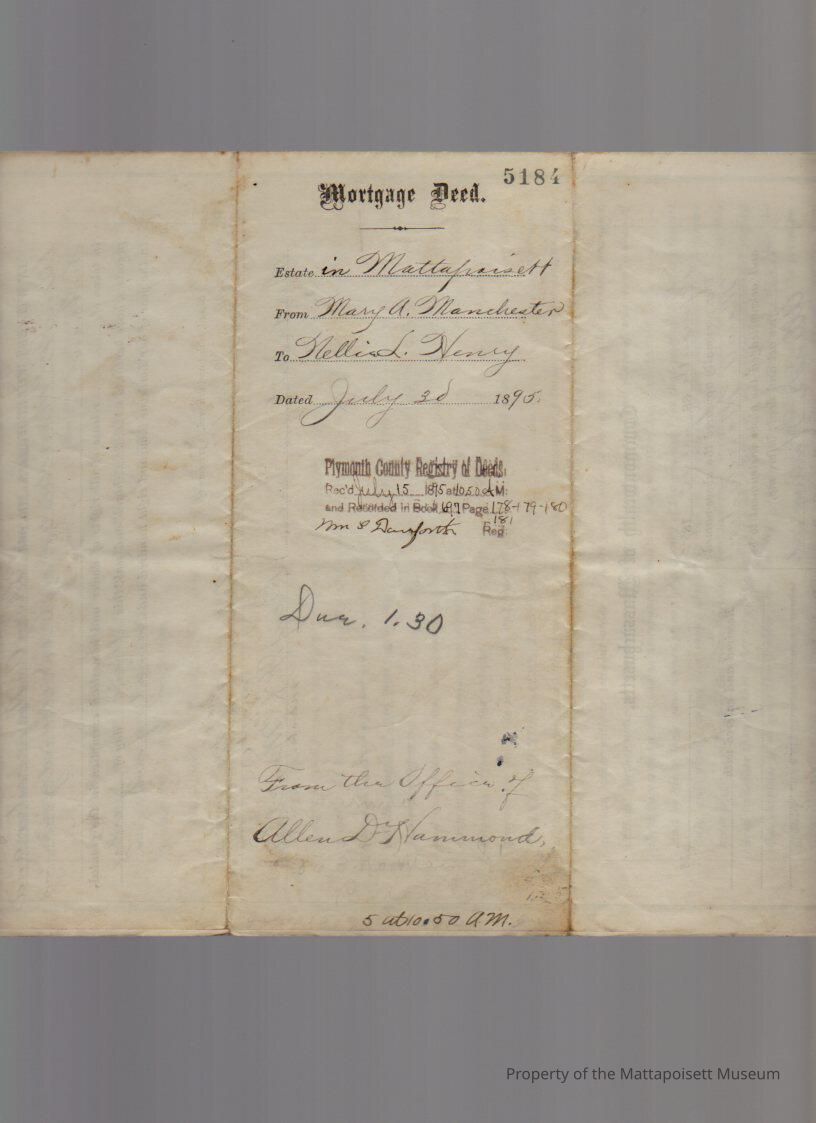 5184
Mortgage Deed.
Estate in Mattapoisett
From Mary A. Manchester
To Nellie L. Henry
Dated July 3d 1895.
Plymouth County Registry of Deeds.
Rec'd July 15 1895 at 10.50 A M.
and Recorded in Book 697 Page 178-179-180
181
Wm S Danforth Reg.
Due. 1.30
From the Office of
Allen D. Hammond,
5 at 10.50 A.M.
Property of the Mattapoisett Museum